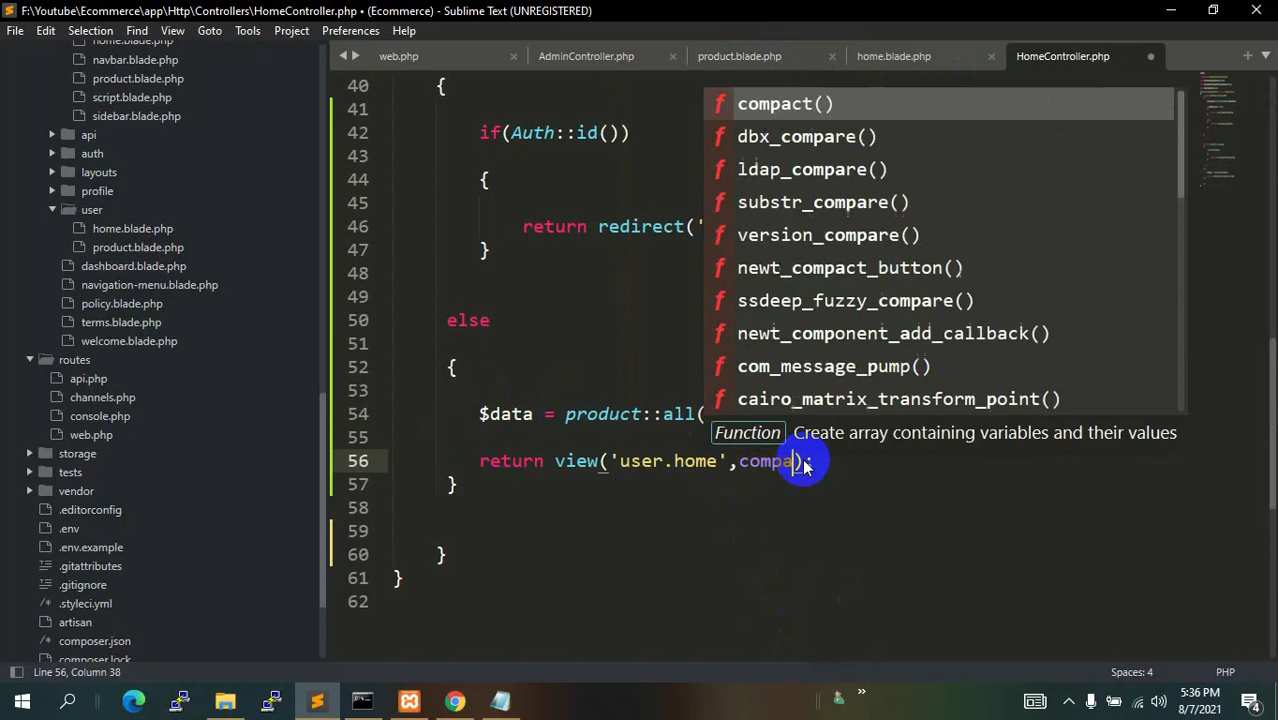 F:\Youtube\Ecommerce\app\Http\Controllers\HomeController.php • (Ecommerce) - Sublime Text (UNREGISTERED)
File Edit Selection Find View Goto Tools Project Preferences Help
home.blade.php
navbar.blade.php
product.blade.php
script.blade.php
sidebar.blade.php
api
auth
layouts
profile
user
home.blade.php
product.blade.php
dashboard.blade.php
navigation-menu.blade.php
policy.blade.php
terms.blade.php
welcome.blade.php
routes
api.php
channels.php
console.php
web.php
storage
tests
vendor
.editorconfig
.env
.env.example
.gitattributes
.gitignore
.styleci.yml
artisan
composer.json
composer.lock
web.php AdminController.php product.blade.php home.blade.php HomeController.php
40 {
41
42 if(Auth::id())
43
44 {
45
46 return redirect('
47 }
48
49
50 else
51
52 {
53
54 $data = product::all(
55
56 return view('user.home',compa);
57 }
58
59
60 }
61 }
62
compact()
dbx_compare()
ldap_compare()
substr_compare()
version_compare()
newt_compact_button()
ssdeep_fuzzy_compare()
newt_component_add_callback()
com_message_pump()
cairo_matrix_transform_point()
Function Create array containing variables and their values
Line 56, Column 38 Spaces: 4 PHP
5:36 PM
8/7/2021
4